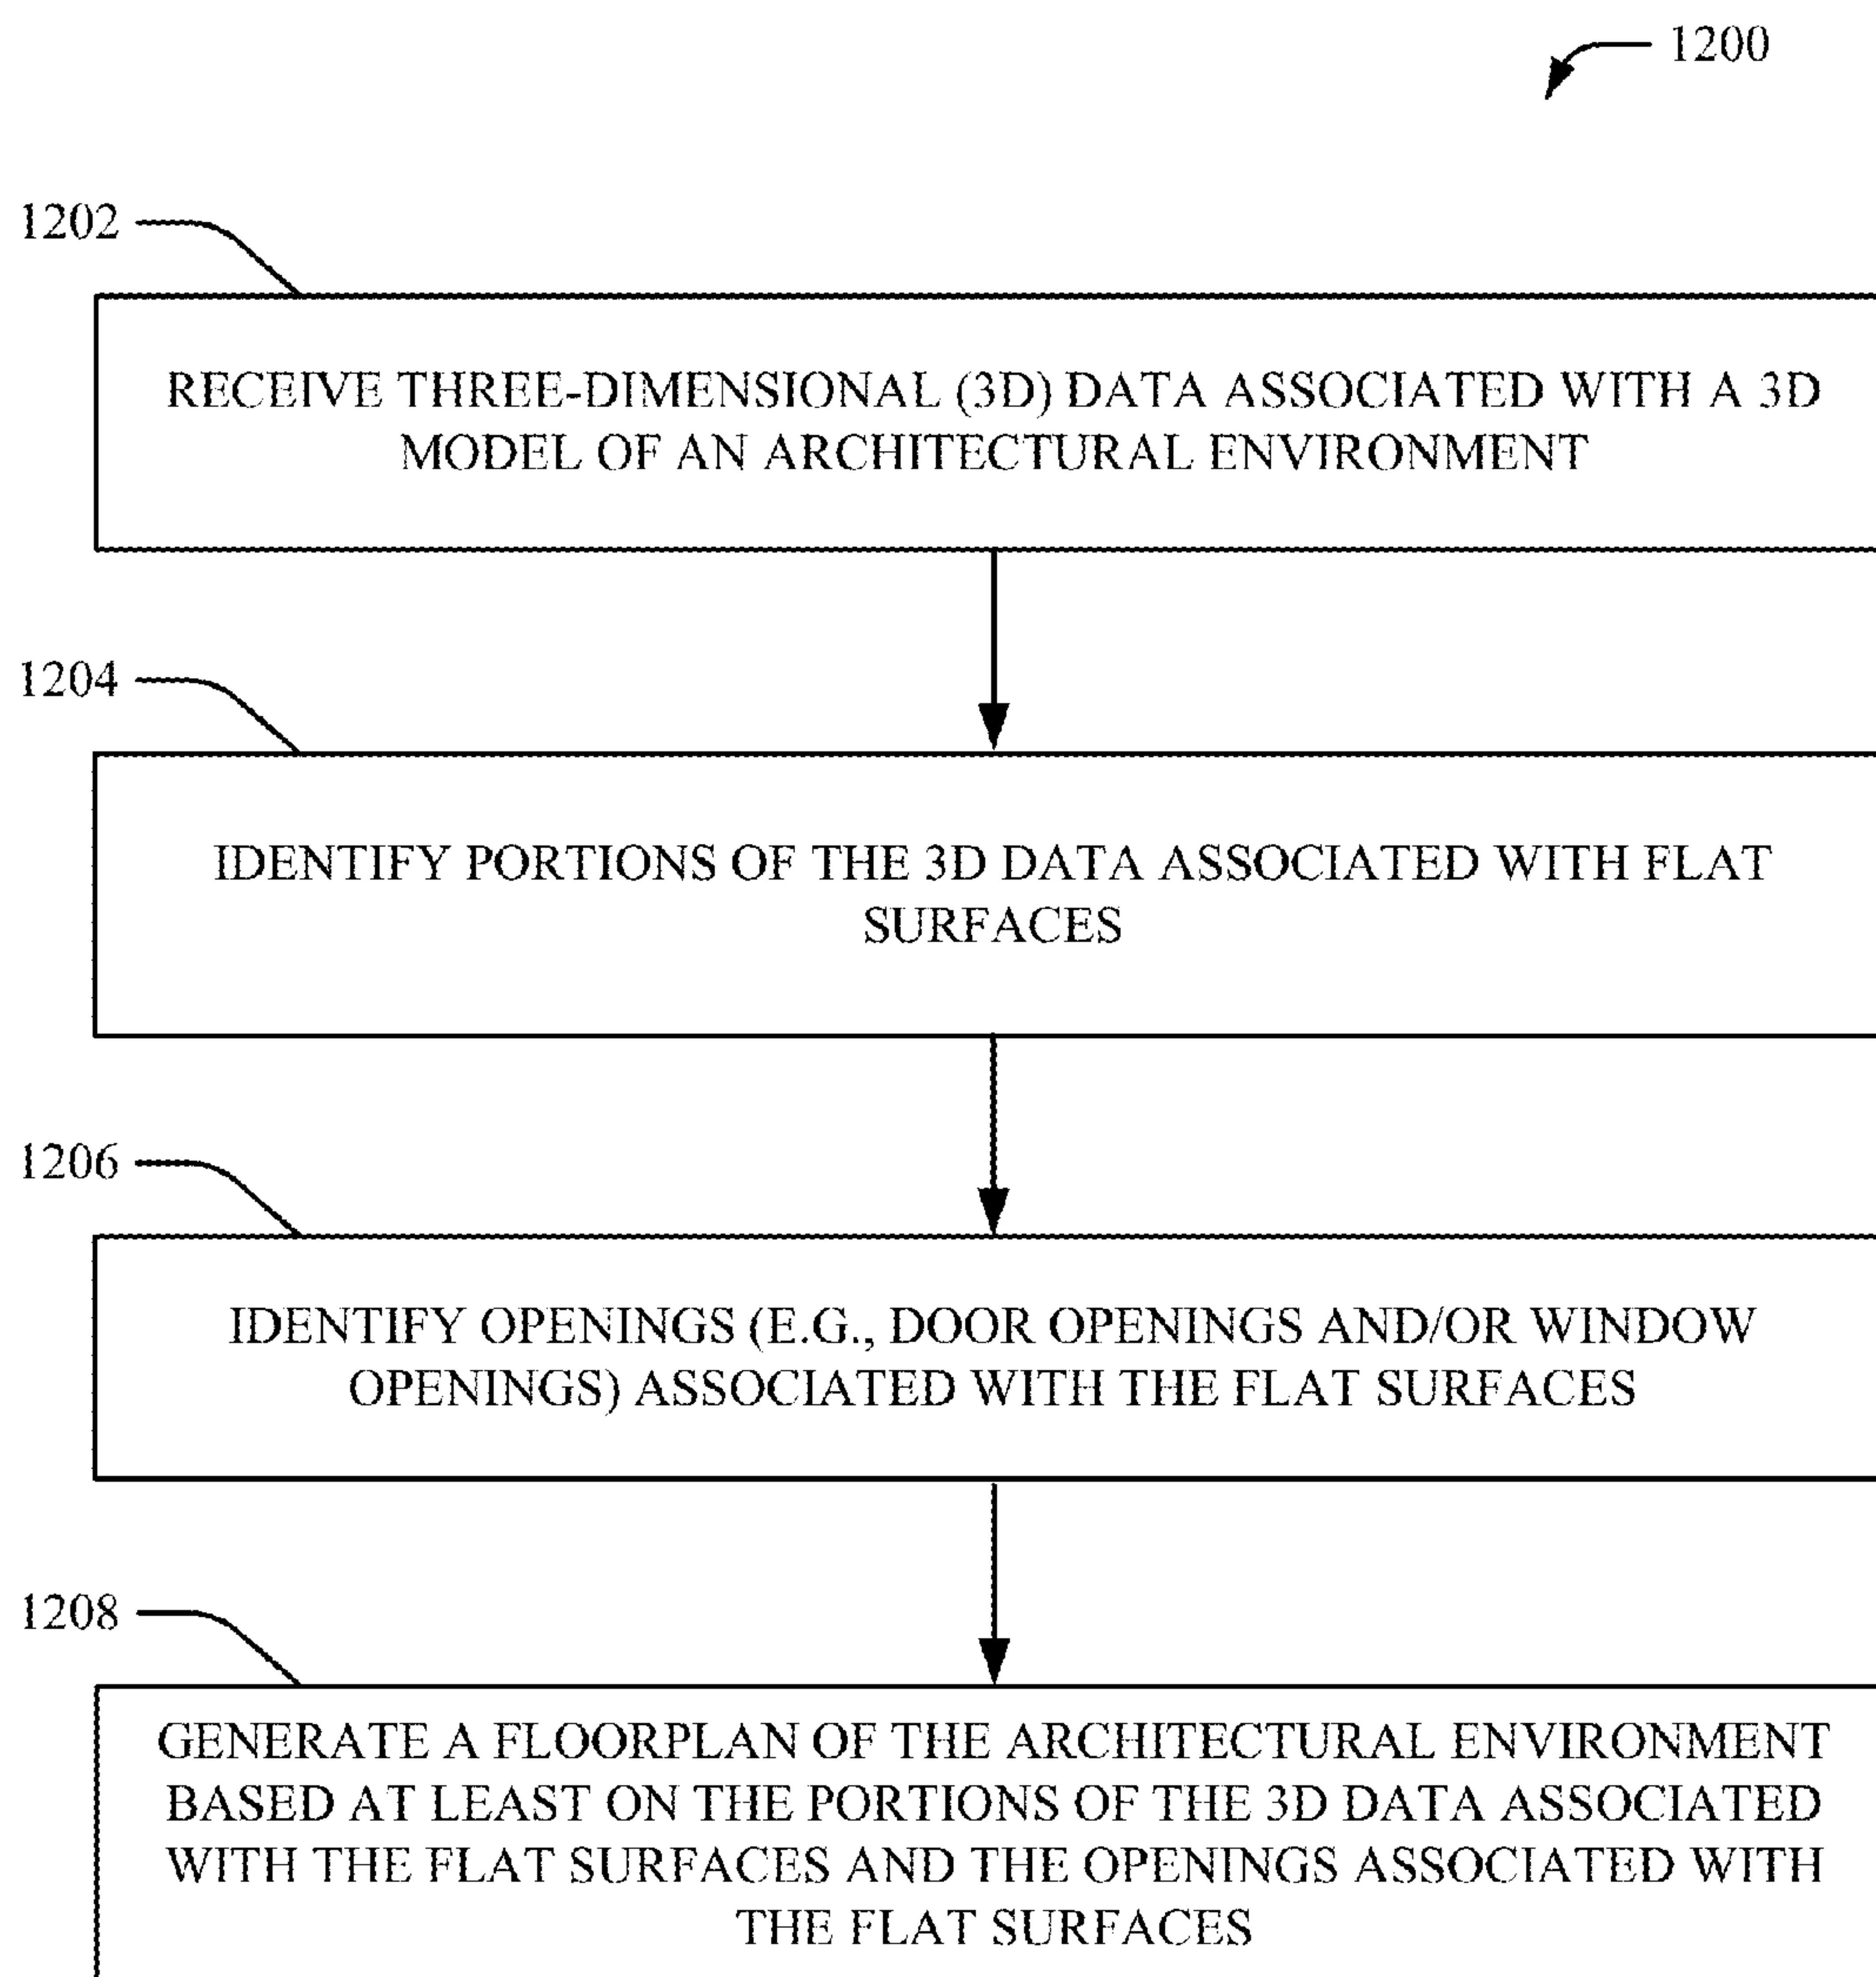 1200
1202
RECEIVE THREE-DIMENSIONAL (3D) DATA ASSOCIATED WITH A 3D
MODEL OF AN ARCHITECTURAL ENVIRONMENT
1204
IDENTIFY PORTIONS OF THE 3D DATA ASSOCIATED WITH FLAT
SURFACES
1206
IDENTIFY OPENINGS (E.G., DOOR OPENINGS AND/OR WINDOW
OPENINGS) ASSOCIATED WITH THE FLAT SURFACES
1208
GENERATE A FLOORPLAN OF THE ARCHITECTURAL ENVIRONMENT
BASED AT LEAST ON THE PORTIONS OF THE 3D DATA ASSOCIATED
WITH THE FLAT SURFACES AND THE OPENINGS ASSOCIATED WITH
THE FLAT SURFACES